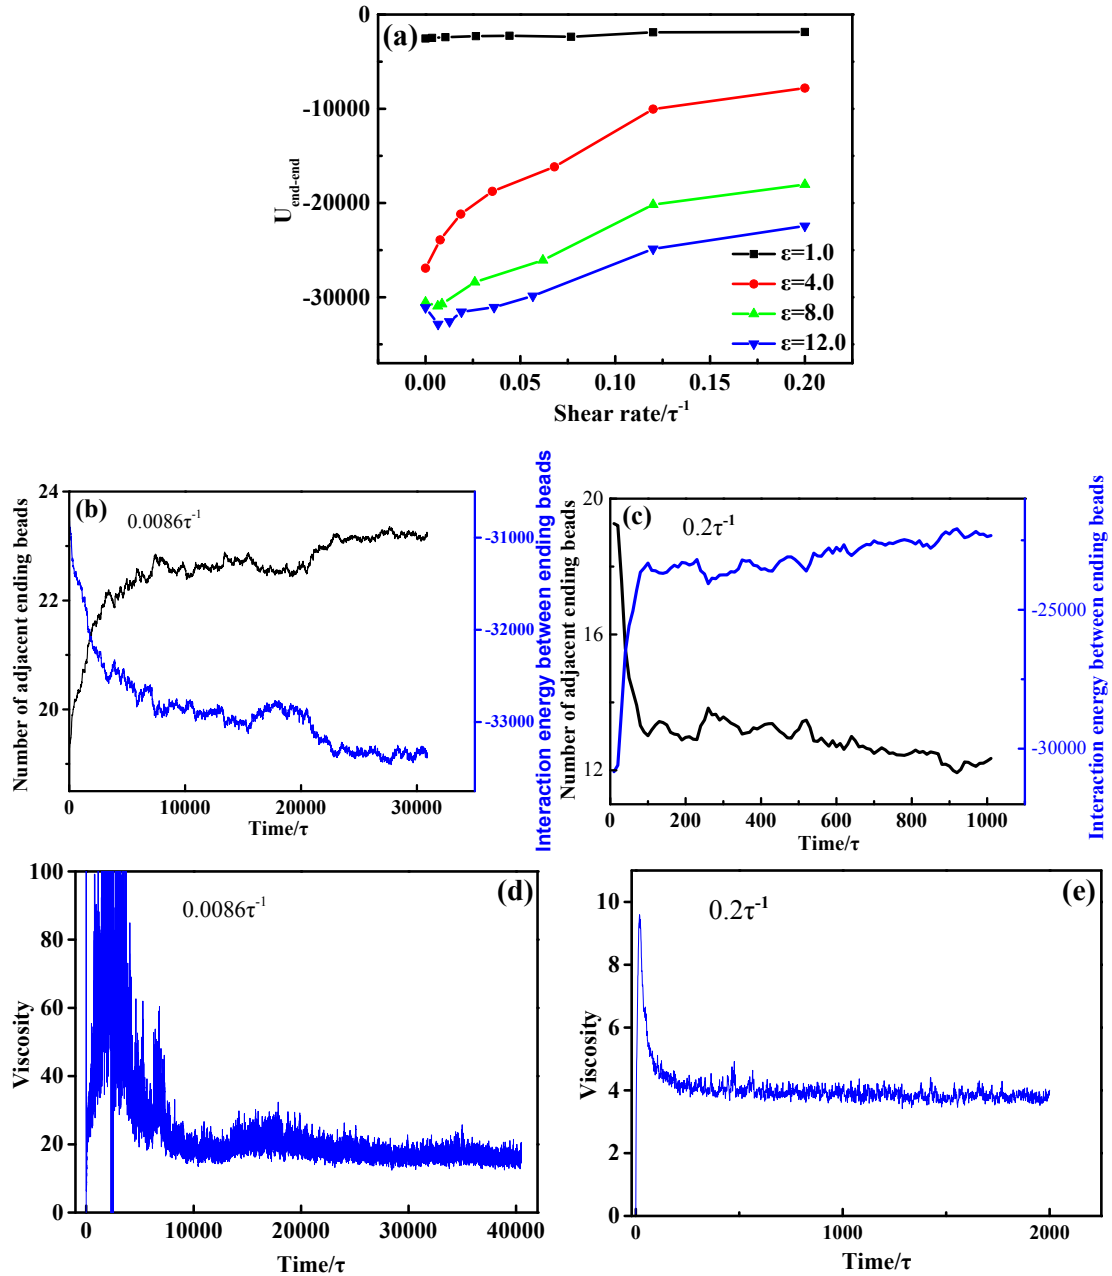 (a)
0
-10000
-20000
-30000
U end-end
ε=1.0
ε=4.0
ε=8.0
ε=12.0
0.00 0.05 0.10 0.15 0.20
Shear rate/τ⁻¹
(b)
0.0086τ⁻¹
24
22
20
Number of adjacent ending beads
-31000
-32000
-33000
Interaction energy between ending beads
0 10000 20000 30000
Time/τ
(c)
0.2τ⁻¹
20
16
12
Number of adjacent ending beads
-25000
-30000
Interaction energy between ending beads
0 200 400 600 800 1000
Time/τ
(d)
0.0086τ⁻¹
100
80
60
40
20
0
Viscosity
0 10000 20000 30000 40000
Time/τ
(e)
0.2τ⁻¹
10
8
6
4
2
0
Viscosity
0 1000 2000
Time/τ